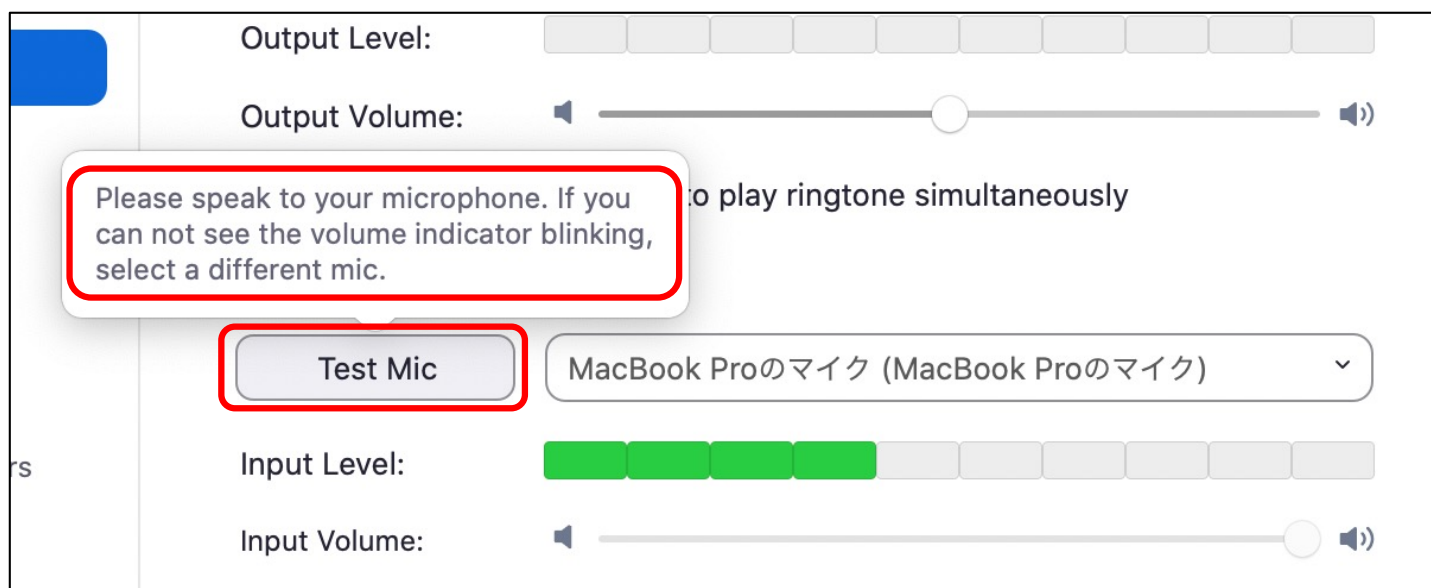 Output Level:
Output Volume:
Please speak to your microphone. If you
can not see the volume indicator blinking,
select a different mic.
to play ringtone simultaneously
Test Mic
MacBook Proのマイク (MacBook Proのマイク)
rs
Input Level:
Input Volume: